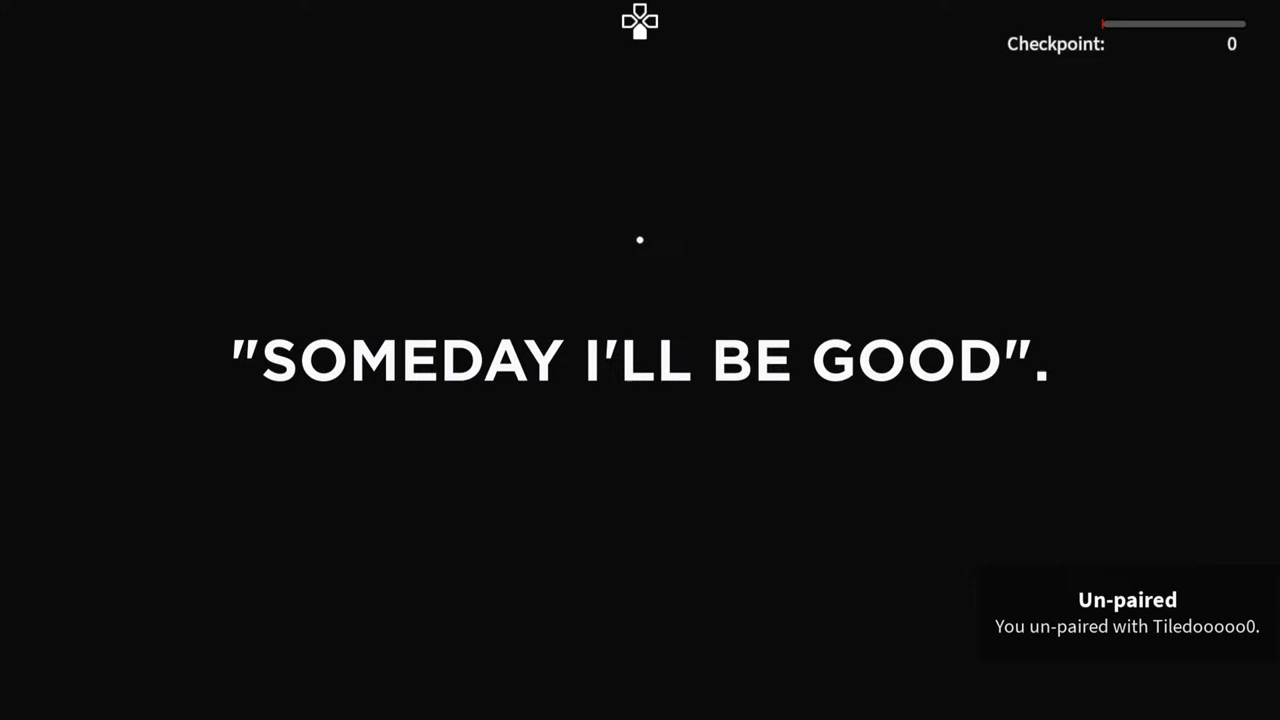 Checkpoint: 0
"SOMEDAY I'LL BE GOOD".
Un-paired
You un-paired with Tiledooooo0.